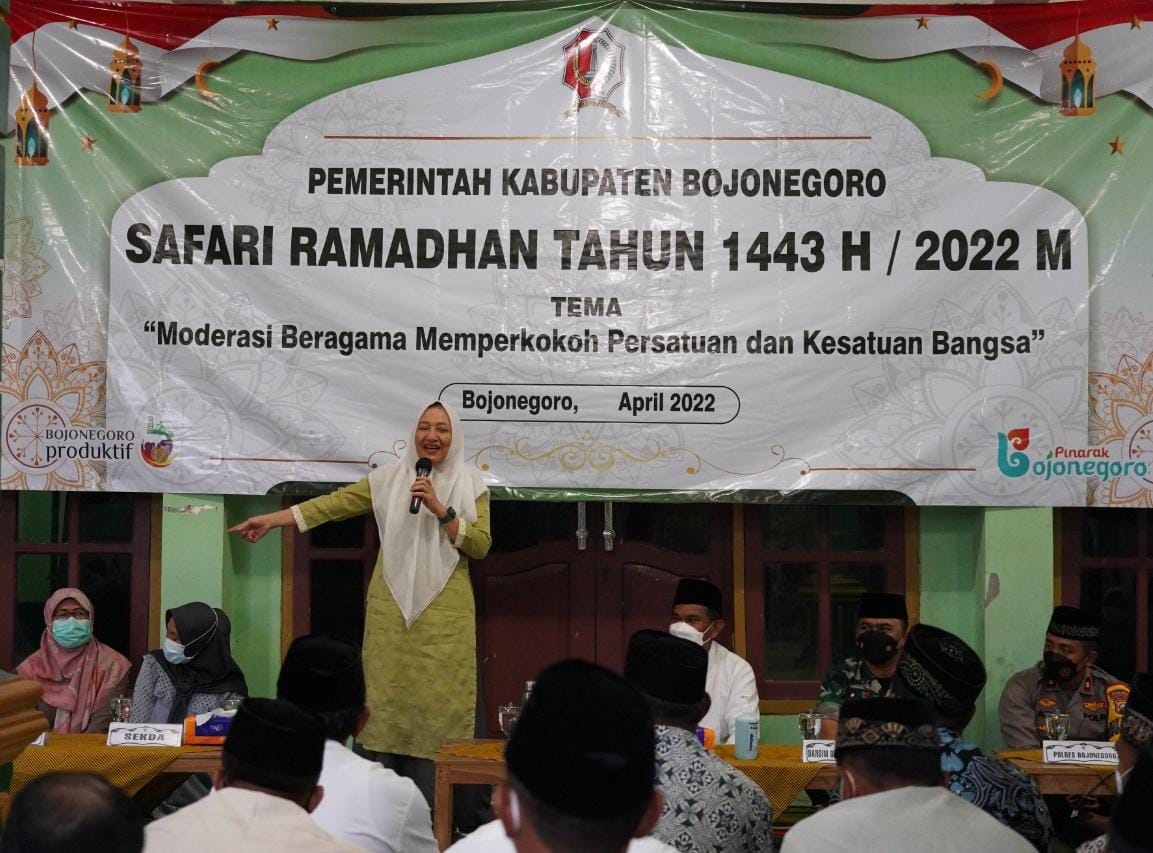 PEMERINTAH KABUPATEN BOJONEGORO
SAFARI RAMADHAN TAHUN 1443 H / 2022 M
TEMA
“Moderasi Beragama Memperkokoh Persatuan dan Kesatuan Bangsa”
Bojonegoro, April 2022
BOJONEGORO
produktif
Pinarak
Bojonegoro
SEKDA
DANDIM
POLRES BOJONEGORO